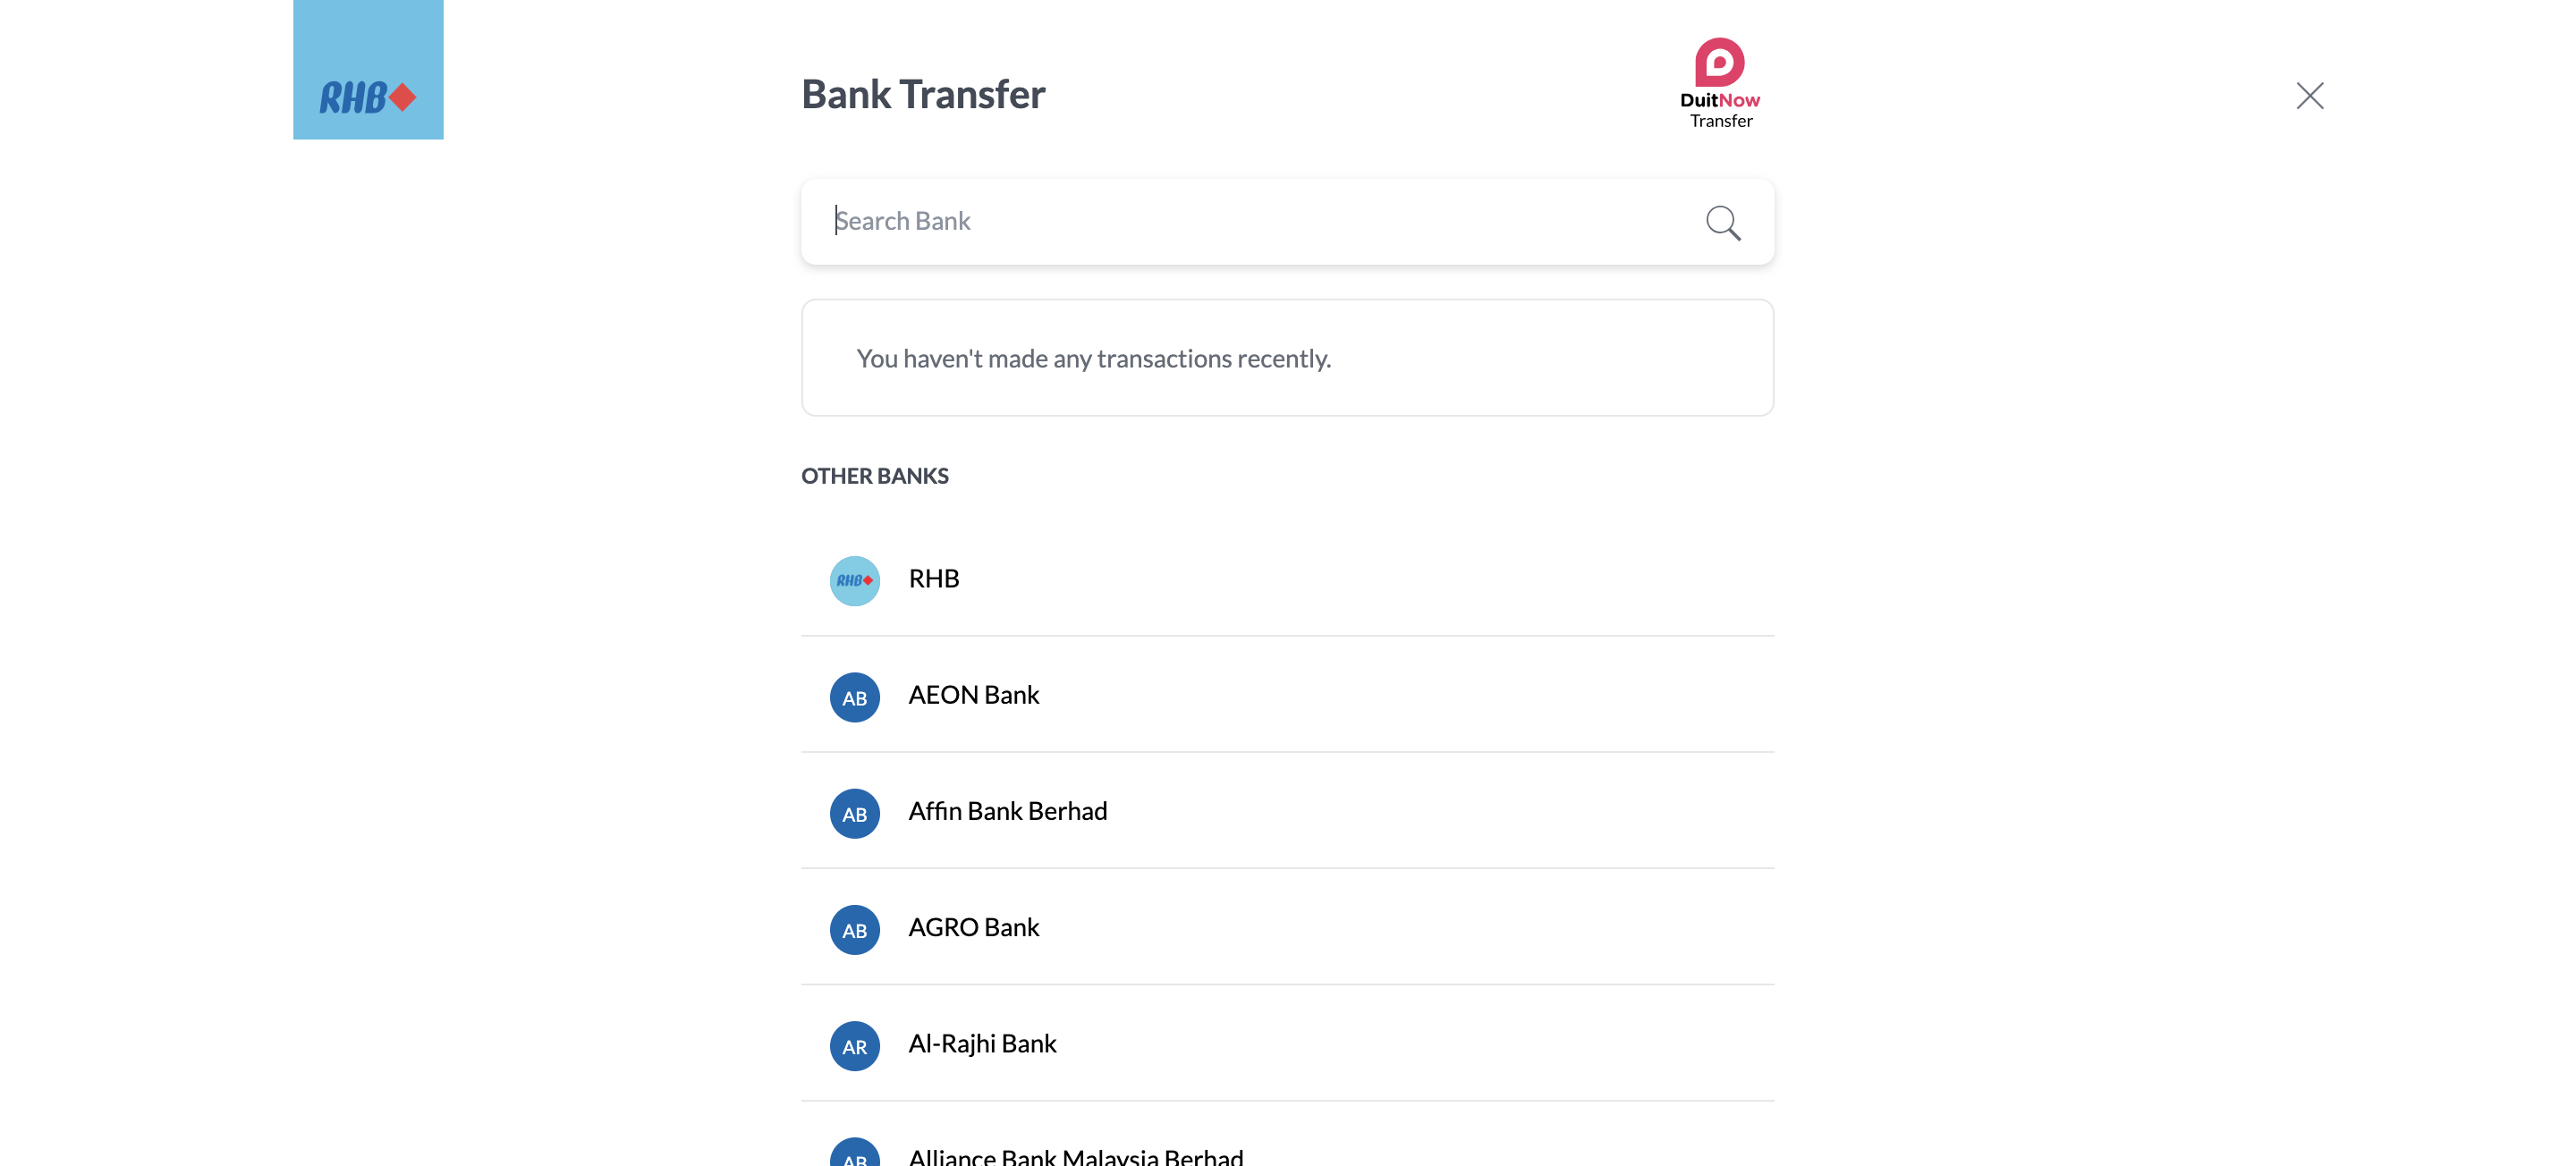 RHB
Bank Transfer
DuitNow
Transfer
Search Bank
You haven't made any transactions recently.
OTHER BANKS
RHB
RHB
AB
AEON Bank
AB
Affin Bank Berhad
AB
AGRO Bank
AR
Al-Rajhi Bank
AB
Alliance Bank Malaysia Berhad